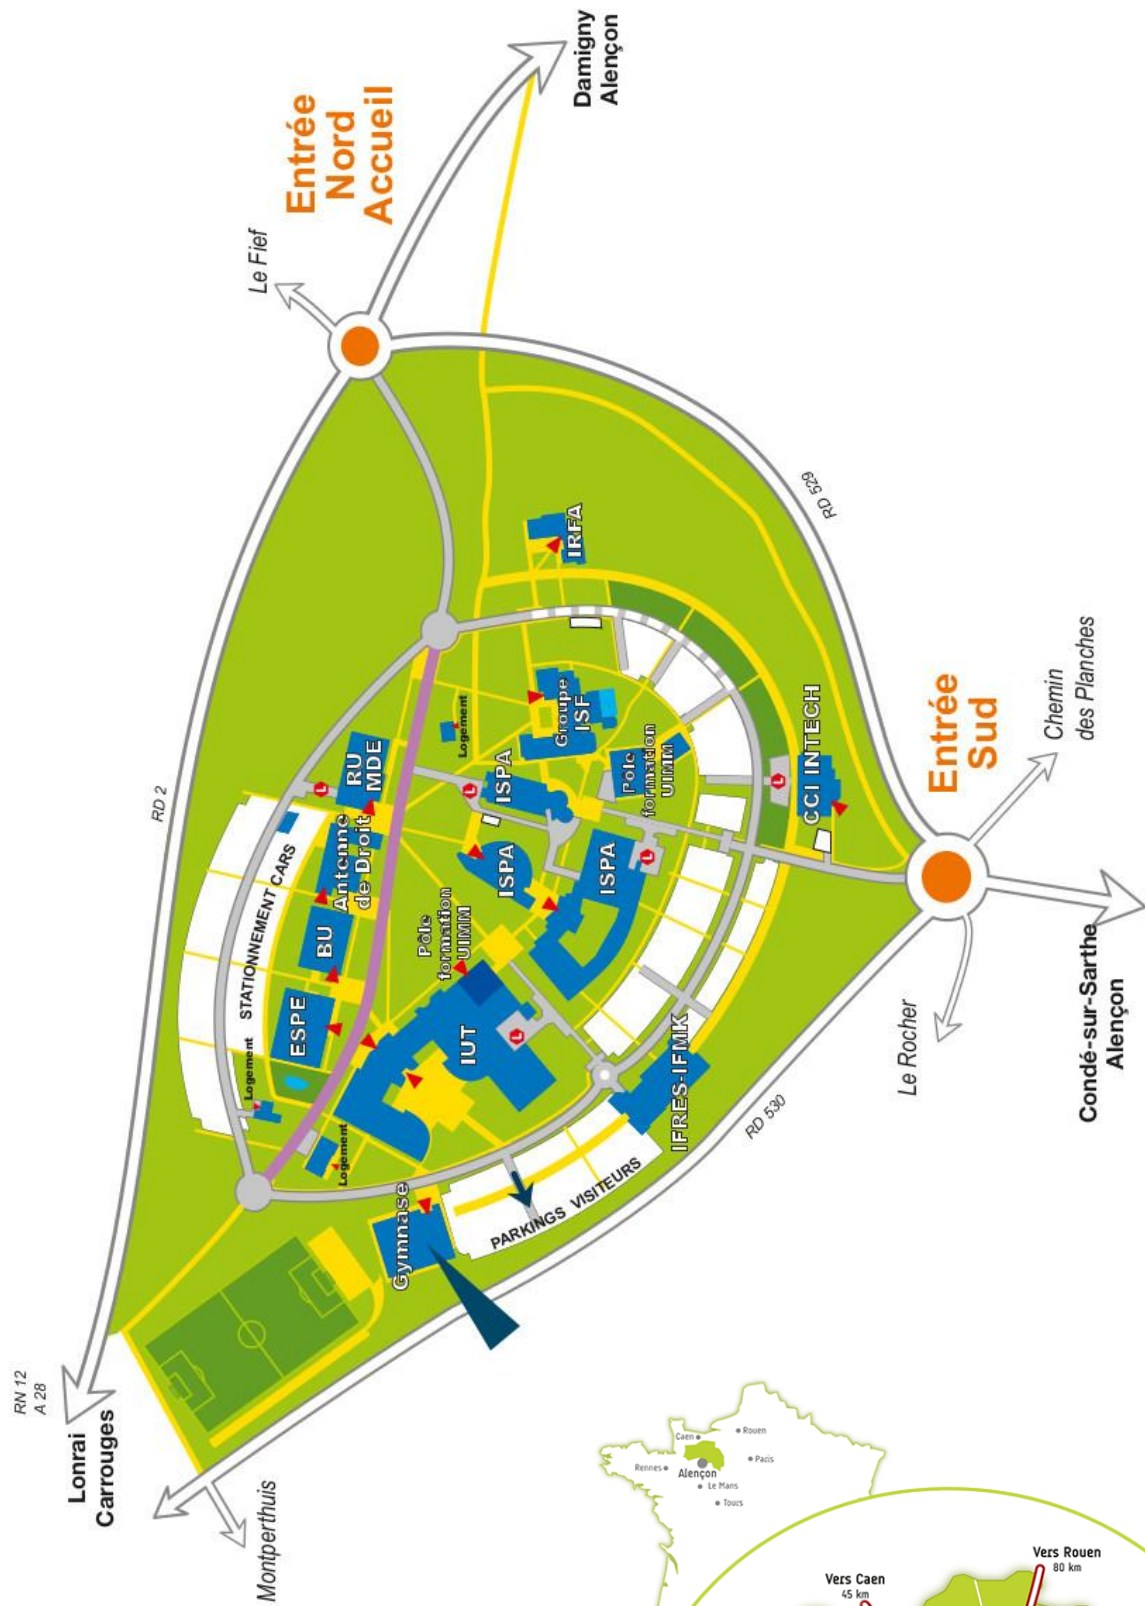 Damigny
Alençon
Entrée
Nord
Accueil
Le Fief
RD 2
RD 529
IRFA
Logement
Groupe
ISF
RU
MDE
ISPA
Pôle
formation
UIMM
CCI INTECH
Entrée
Sud
Chemin
des Planches
Antenne
de Droit
STATIONNEMENT CARS
ISPA
ISPA
BU
Pôle
formation
UIMM
ESPE
IUT
Logement
Logement
IFRES-IFMK
RD 530
Le Rocher
Condé-sur-Sarthe
Alençon
Gymnase
PARKINGS VISITEURS
L
L
L
L
L
RN 12
A 28
Lonrai
Carrouges
Montperthuis
Caen
Rouen
Rennes
Paris
Alençon
Le Mans
Tours
Vers Rouen
80 km
Vers Caen
45 km